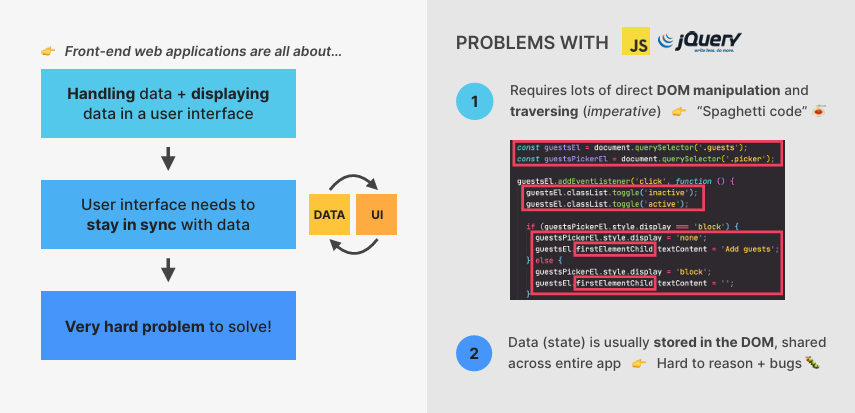 👉 Front-end web applications are all about...
Handling data + displaying
data in a user interface
User interface needs to
stay in sync with data
DATA
UI
Very hard problem to solve!
PROBLEMS WITH JS jQuery
write less, do more.
1
Requires lots of direct DOM manipulation and
traversing (imperative) 👉 “Spaghetti code” 🍝
const guestsEl = document.querySelector('.guests');
const guestsPickerEl = document.querySelector('.picker');
guestsEl.addEventListener('click', function () {
guestsEl.classList.toggle('inactive');
guestsEl.classList.toggle('active');
if (guestsPickerEl.style.display === 'block') {
guestsPickerEl.style.display = 'none';
guestsEl.firstElementChild.textContent = 'Add guests';
} else {
guestsPickerEl.style.display = 'block';
guestsEl.firstElementChild.textContent = '';
}
2
Data (state) is usually stored in the DOM, shared
across entire app 👉 Hard to reason + bugs 🐛